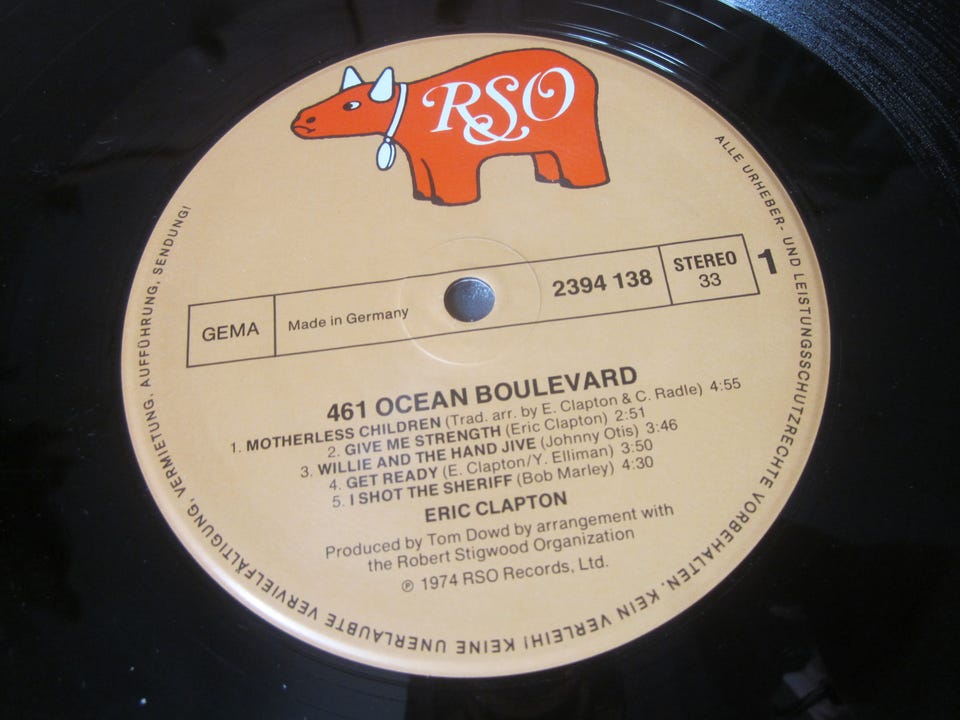 RSO
GEMA
Made in Germany
2394 138
STEREO
33
1
461 OCEAN BOULEVARD
1. MOTHERLESS CHILDREN (Trad. arr. by E. Clapton & C. Radle) 4:55
2. GIVE ME STRENGTH (Eric Clapton) 2:51
3. WILLIE AND THE HAND JIVE (Johnny Otis) 3:46
4. GET READY (E. Clapton/Y. Elliman) 3:50
5. I SHOT THE SHERIFF (Bob Marley) 4:30
ERIC CLAPTON
Produced by Tom Dowd by arrangement with
the Robert Stigwood Organization
℗ 1974 RSO Records, Ltd.
ALLE URHEBER- UND LEISTUNGSSCHUTZRECHTE VORBEHALTEN. KEIN VERLEIH! KEINE UNERLAUBTE VERVIELFÄLTIGUNG, VERMIETUNG, AUFFÜHRUNG, SENDUNG!